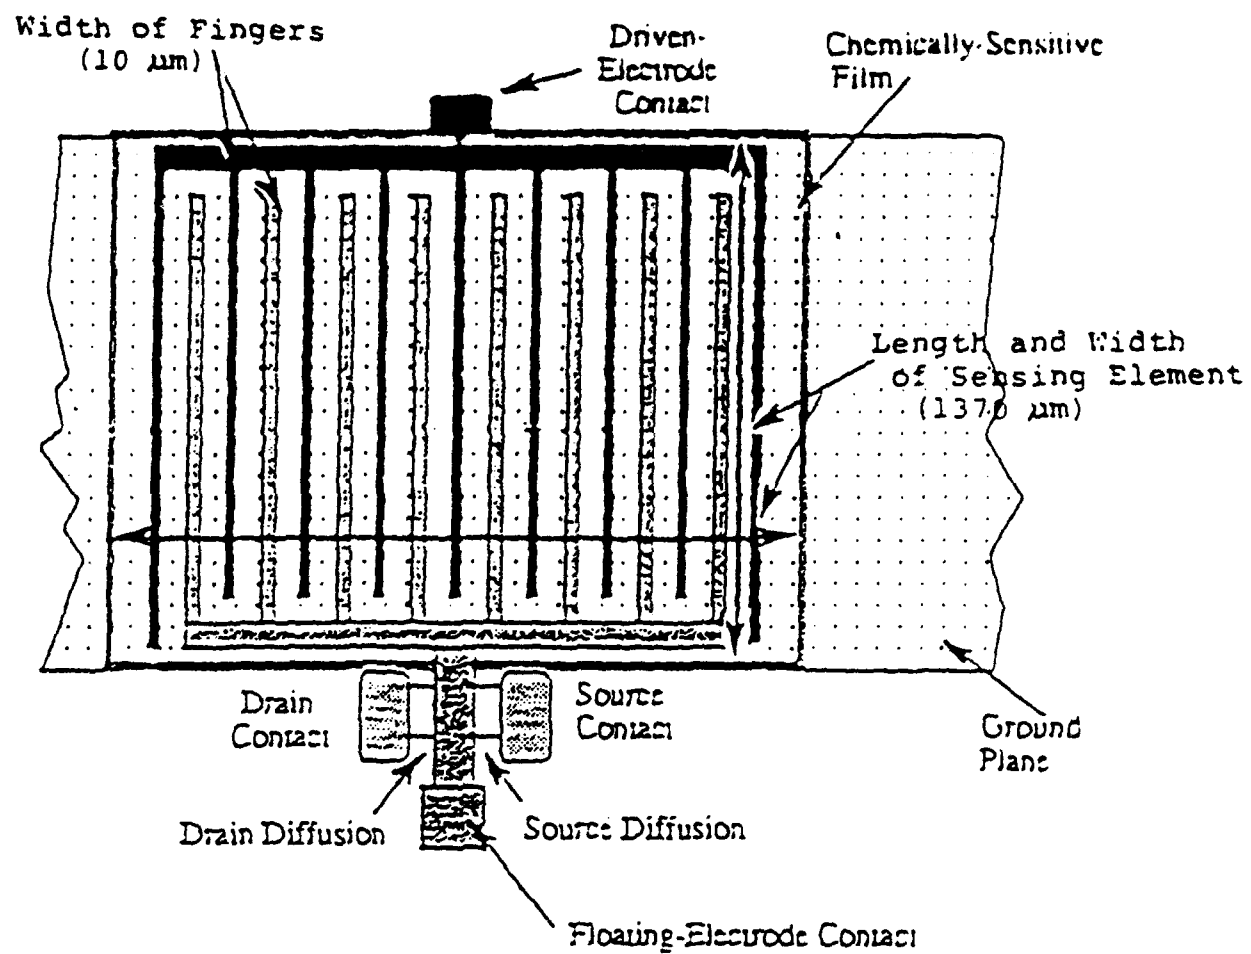 Width of Fingers
(10 µm)
Driven-
Electrode
Contact
Chemically-Sensitive
Film
Length and Width
of Sensing Element
(1370 µm)
Drain
Contact
Source
Contact
Ground
Plane
Drain Diffusion
Source Diffusion
Floating-Electrode Contact